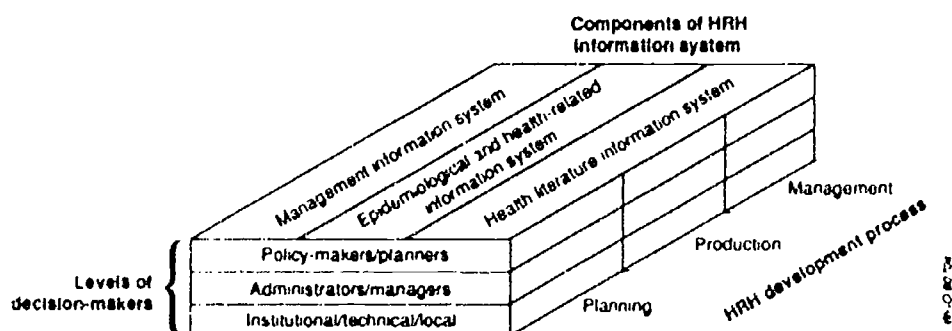 Components of HRH
information system
Management information system
Epidemiological and health-related
information system
Health literature information system
Levels of
decision-makers
Policy-makers/planners
Administrators/managers
Institutional/technical/local
Planning
Production
Management
HRH development process